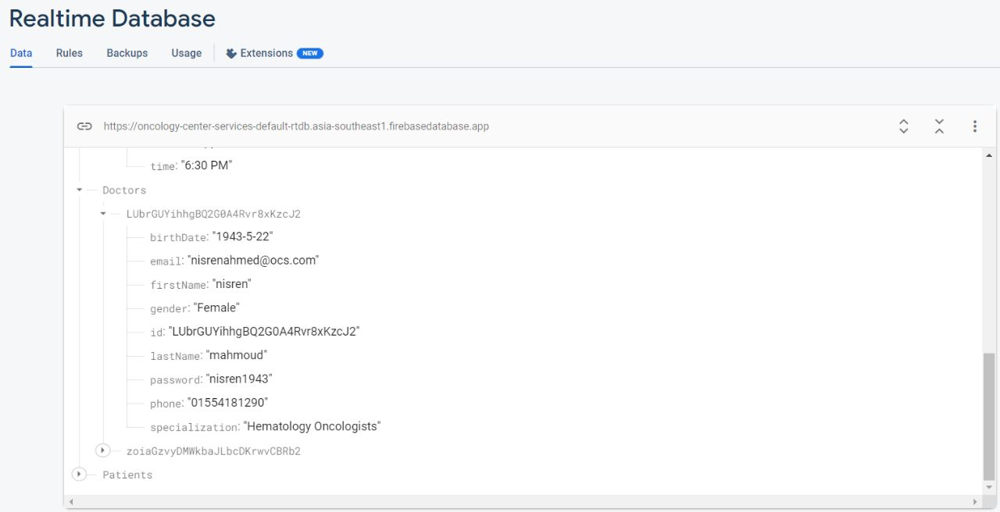 Realtime Database
Data Rules Backups Usage Extensions NEW
https://oncology-center-services-default-rtdb.asia-southeast1.firebasedatabase.app
time: "6:30 PM"
Doctors
LUbrGUYihhgBQ2G0A4Rvr8xKzcJ2
birthDate: "1943-5-22"
email: "nisrenahmed@ocs.com"
firstName: "nisren"
gender: "Female"
id: "LUbrGUYihhgBQ2G0A4Rvr8xKzcJ2"
lastName: "mahmoud"
password: "nisren1943"
phone: "01554181290"
specialization: "Hematology Oncologists"
zoiaGzvyDMWkbaJLbcDKrwvCBRb2
Patients